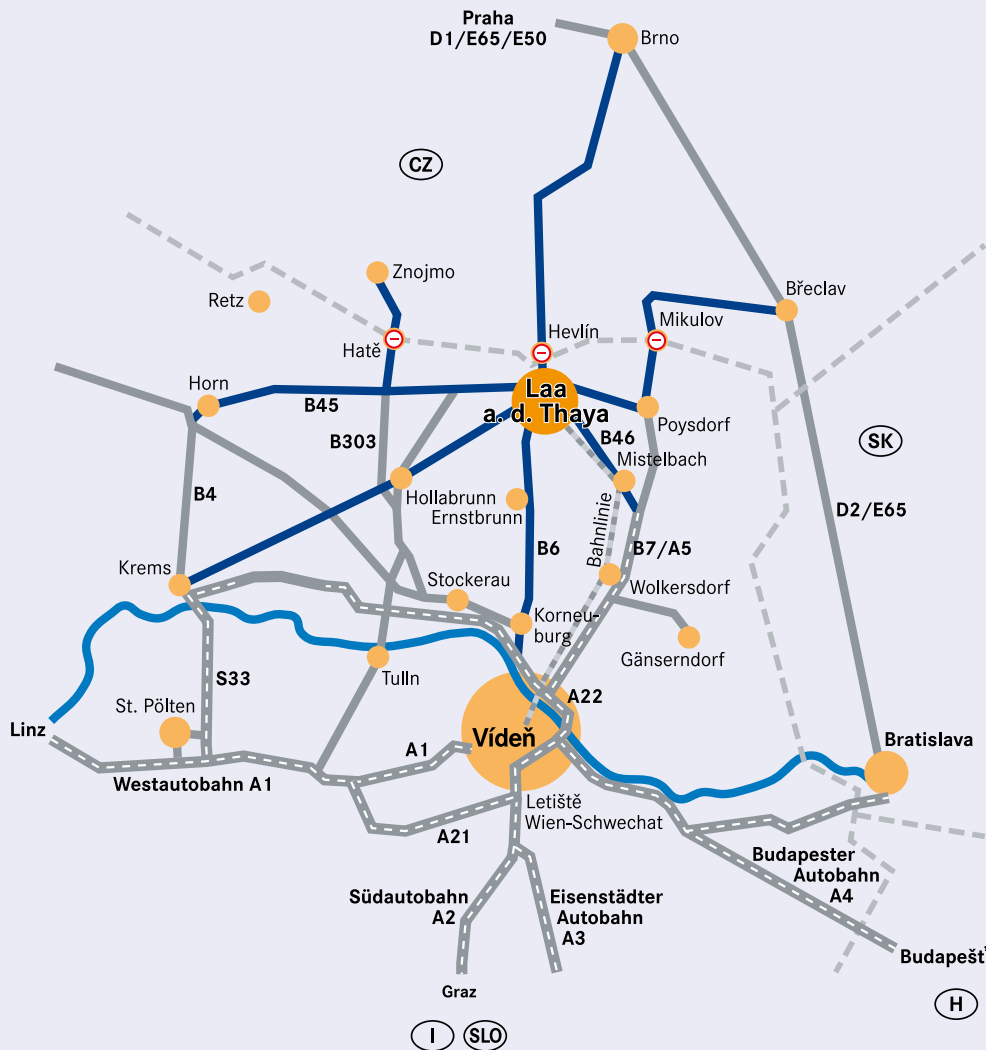 Praha
D1/E65/E50
Brno
CZ
Znojmo
Retz
Břeclav
Hatě
Hevlín
Mikulov
Horn
B45
Laa
a. d. Thaya
Poysdorf
B303
B46
SK
Mistelbach
B4
Hollabrunn
Ernstbrunn
D2/E65
Bahnlinie
B6
B7/A5
Krems
Stockerau
Wolkersdorf
Korneu-
burg
Gänserndorf
S33
Tulln
A22
St. Pölten
Linz
A1
Vídeň
Bratislava
Westautobahn A1
Letiště
Wien-Schwechat
A21
Budapester
Autobahn
A4
Südautobahn
A2
Eisenstädter
Autobahn
A3
Budapešť
Graz
H
I
SLO